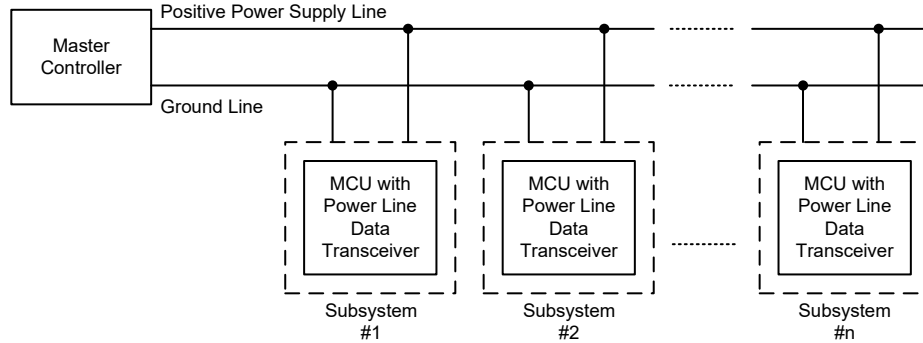 Positive Power Supply Line
Master
Controller
Ground Line
MCU with
Power Line
Data
Transceiver
MCU with
Power Line
Data
Transceiver
MCU with
Power Line
Data
Transceiver
Subsystem
#1
Subsystem
#2
Subsystem
#n